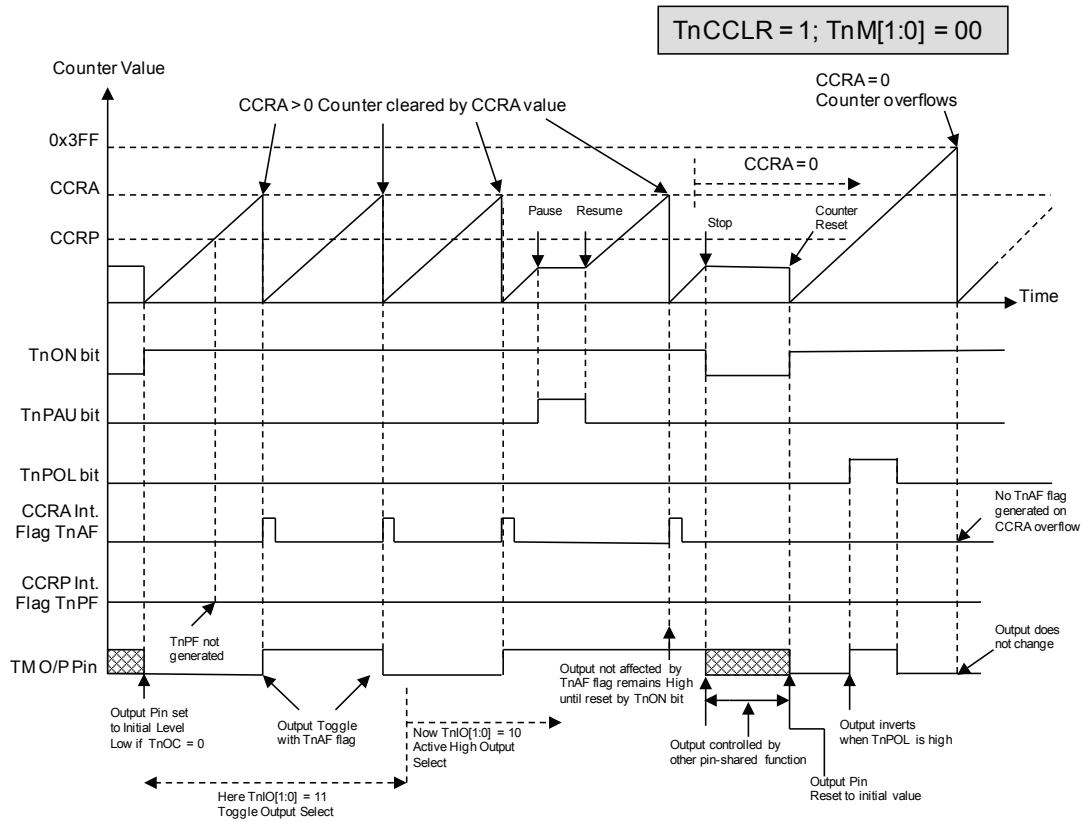 TnCCLR = 1; TnM[1:0] = 00
Counter Value
CCRA = 0
Counter overflows
CCRA > 0 Counter cleared by CCRA value
0x3FF
CCRA = 0
CCRA
Pause
Resume
Stop
Counter
Reset
CCRP
Time
TnON bit
TnPAU bit
TnPOL bit
No TnAF flag
generated on
CCRA overflow
CCRA Int.
Flag TnAF
CCRP Int.
Flag TnPF
TnPF not
generated
Output does
not change
TM O/P Pin
Output not affected by
TnAF flag remains High
until reset by TnON bit
Output Pin set
to Initial Level
Low if TnOC = 0
Output Toggle
with TnAF flag
Now TnIO[1:0] = 10
Active High Output
Select
Output controlled by
other pin-shared function
Output inverts
when TnPOL is high
Output Pin
Reset to initial value
Here TnIO[1:0] = 11
Toggle Output Select